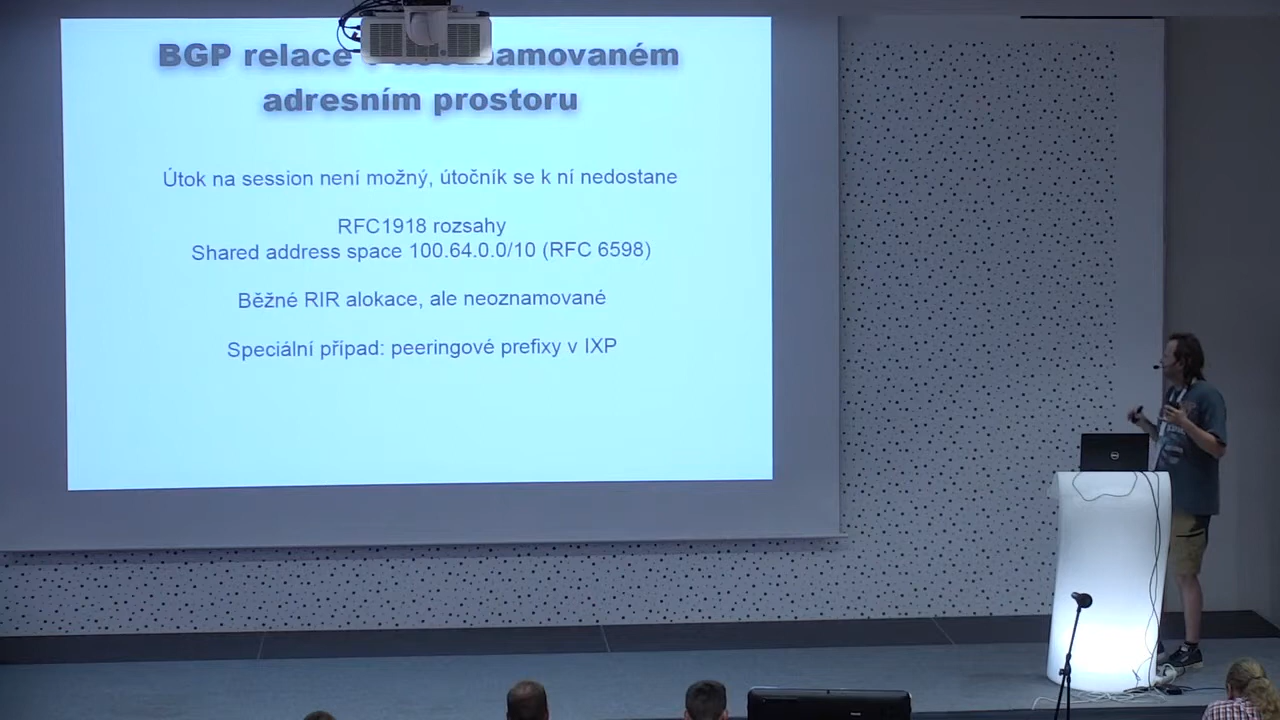 BGP relace
adresním prostoru
Útok na session není možný, útočník se k ní nedostane
RFC1918 rozsahy
Shared address space 100.64.0.0/10 (RFC 6598)
Běžné RIR alokace, ale neoznamované
Speciální případ: peeringové prefixy v IXP